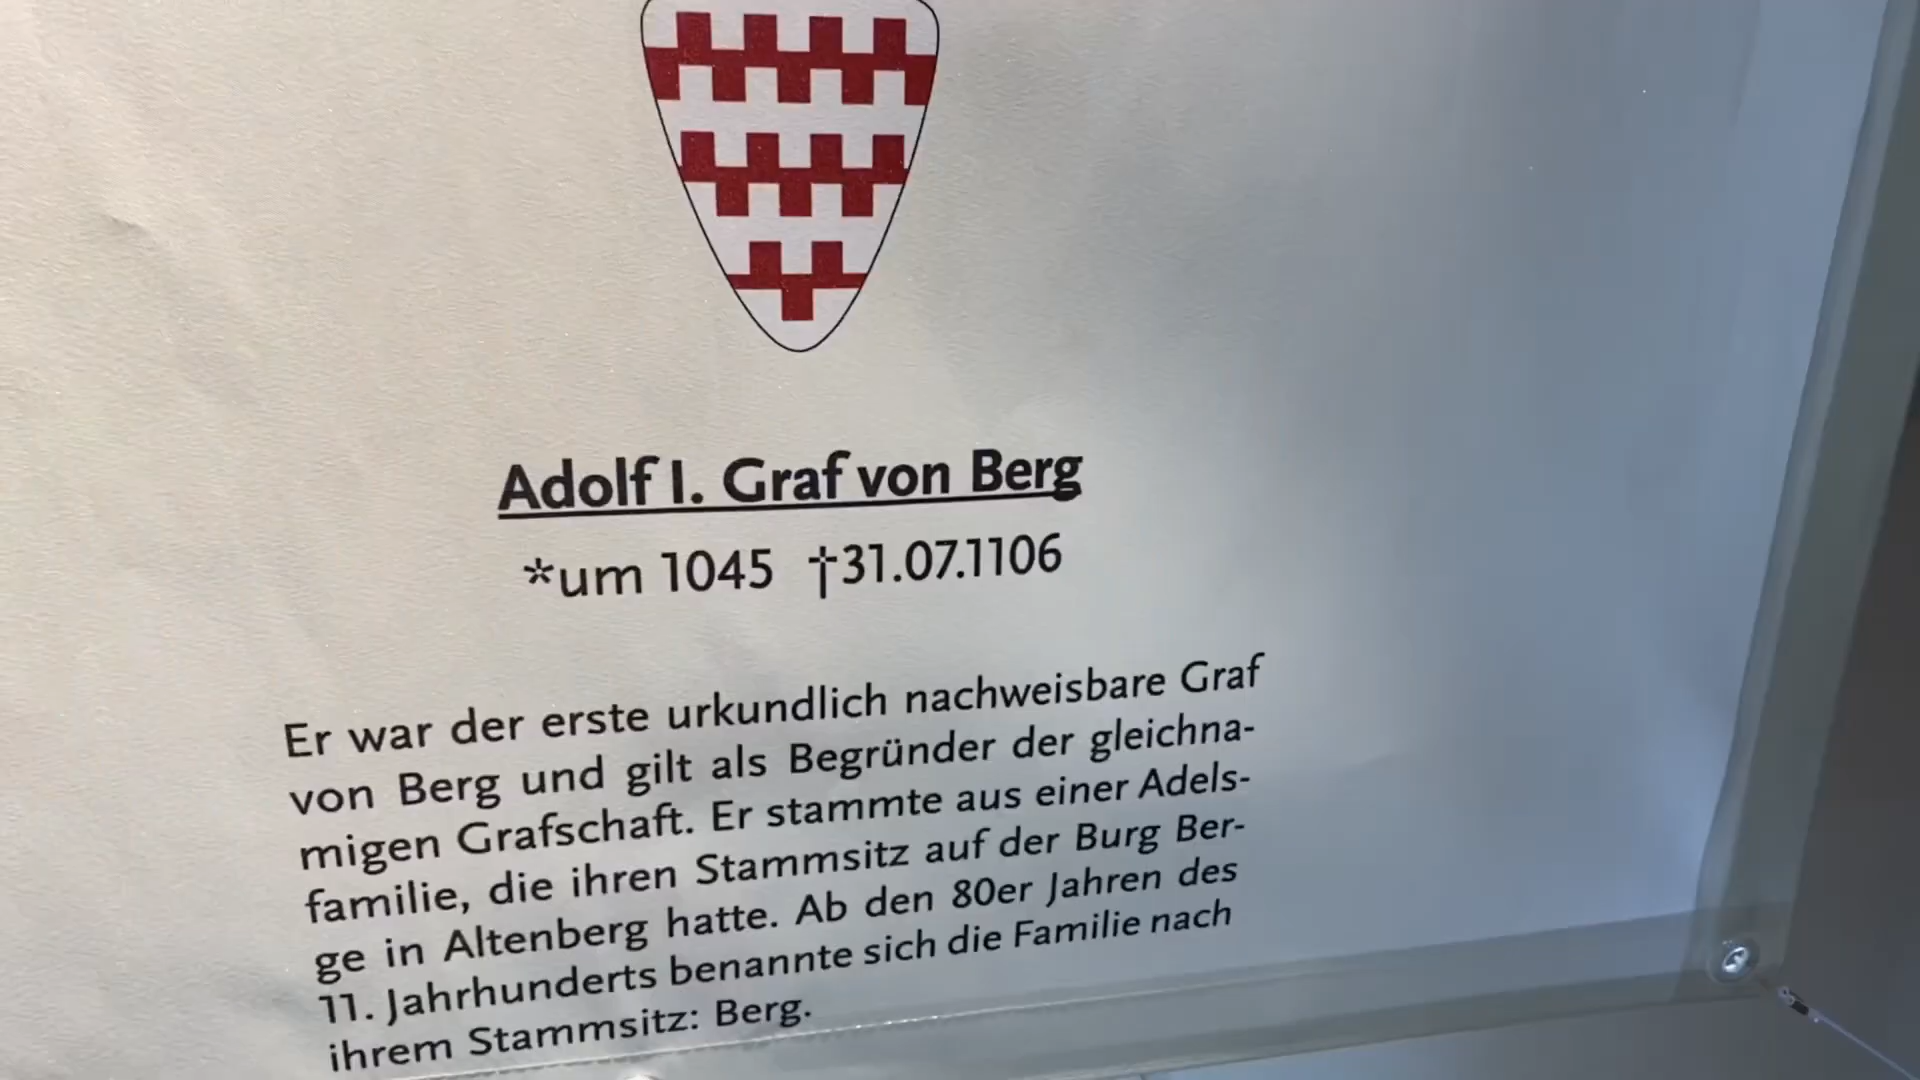 Adolf I. Graf von Berg
*um 1045 †31.07.1106
Er war der erste urkundlich nachweisbare Graf
von Berg und gilt als Begründer der gleichna-
migen Grafschaft. Er stammte aus einer Adels-
familie, die ihren Stammsitz auf der Burg Ber-
ge in Altenberg hatte. Ab den 80er Jahren des
11. Jahrhunderts benannte sich die Familie nach
ihrem Stammsitz: Berg.